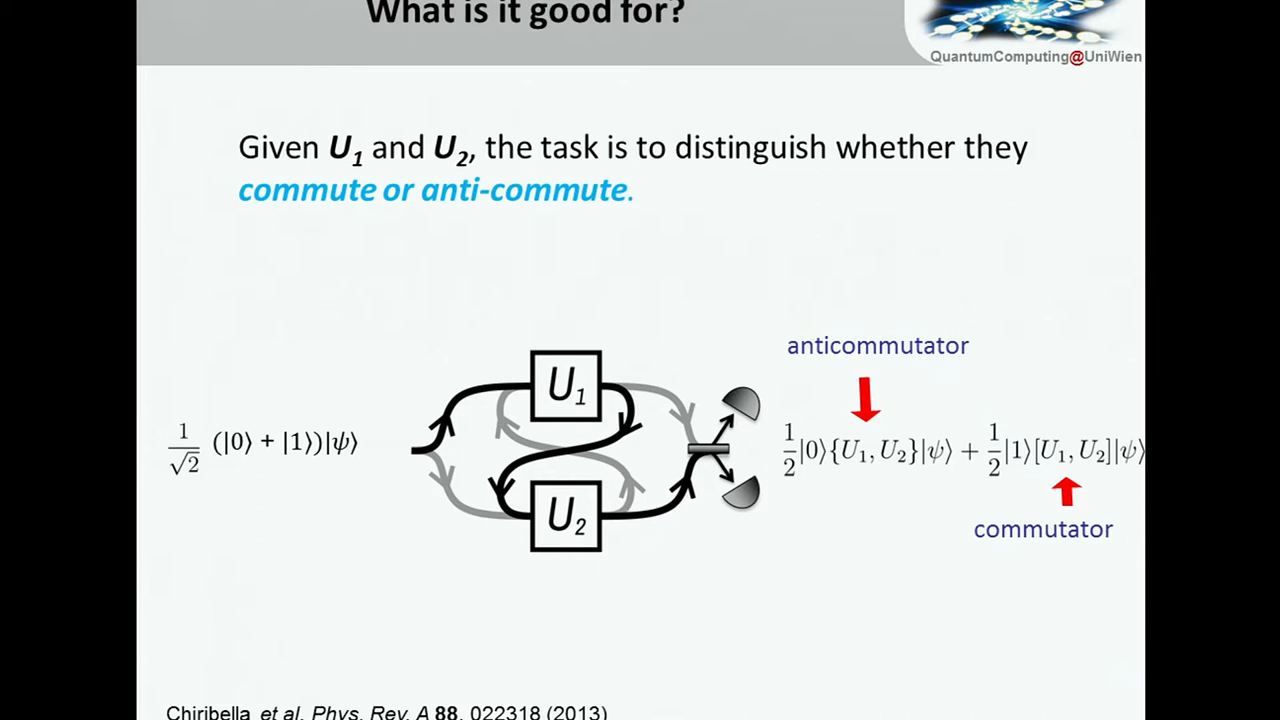 What is it good for?
QuantumComputing@UniWien
Given U₁ and U₂, the task is to distinguish whether they
commute or anti-commute.
anticommutator
1/√2 (|0⟩ + |1⟩)|ψ⟩
U₁
U₂
1/2|0⟩{U₁, U₂}|ψ⟩ + 1/2|1⟩[U₁, U₂]|ψ⟩
commutator
Chiribella et al. Phys. Rev. A 88, 022318 (2013)